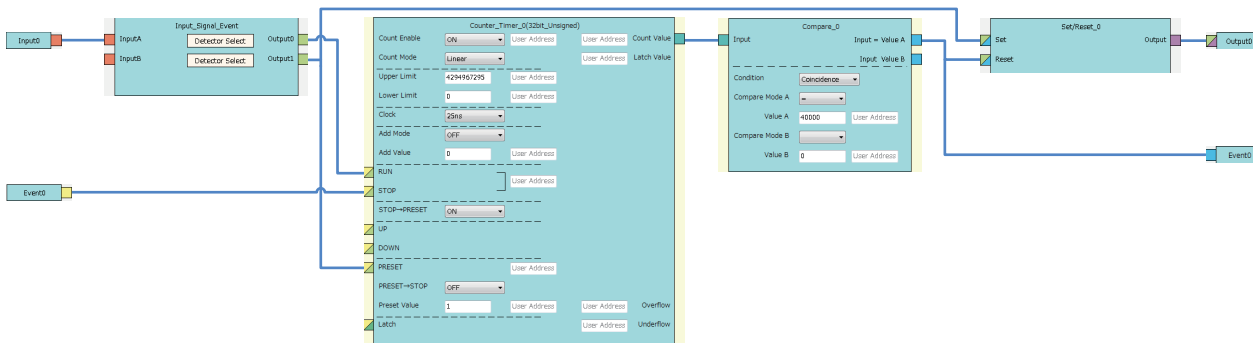 Input0
Event0
Input_Signal_Event
InputA Detector Select Output0
InputB Detector Select Output1
Counter_Timer_0(32bit_Unsigned)
Count Enable ON User Address User Address Count Value
Count Mode Linear User Address Latch Value
Upper Limit 4294967295 User Address
Lower Limit 0 User Address
Clock 25ns
Add Mode OFF
Add Value 0 User Address
RUN
User Address
STOP
STOP→PRESET ON
UP
DOWN
PRESET User Address
PRESET→STOP OFF
Preset Value 1 User Address User Address Overflow
Latch User Address Underflow
Compare_0
Input Input = Value A
Input Value B
Condition Coincidence
Compare Mode A =
Value A 40000 User Address
Compare Mode B
Value B 0 User Address
Set/Reset_0
Set Output
Reset
Output0
Event0